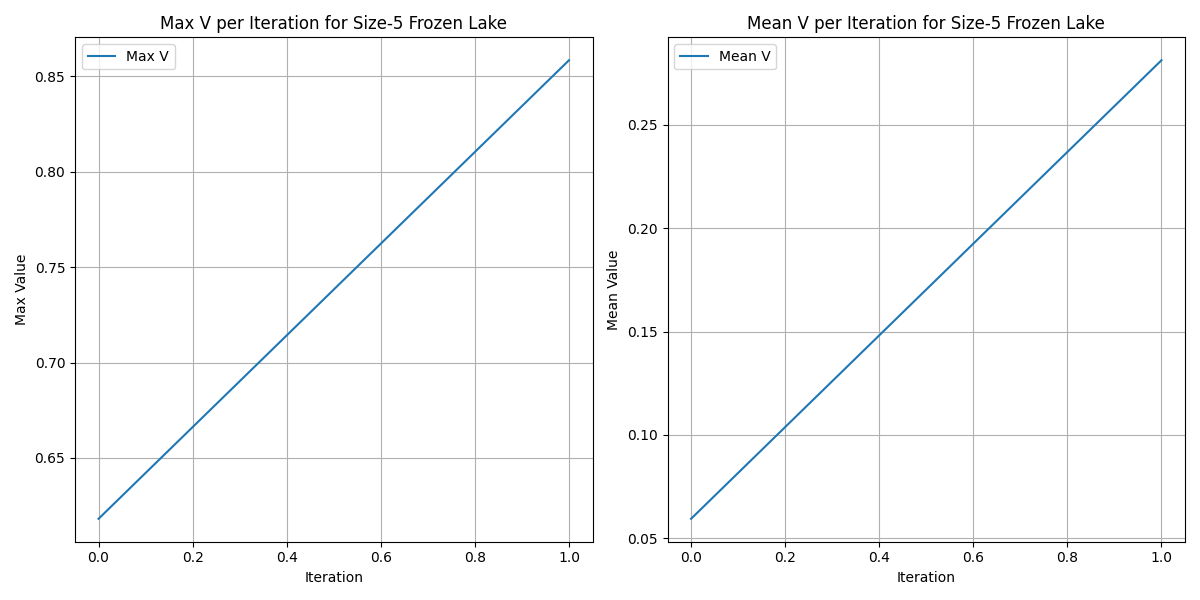 Max V per Iteration for Size-5 Frozen Lake
Max V
0.85
0.80
0.75
0.70
0.65
Max Value
0.0 0.2 0.4 0.6 0.8 1.0
Iteration
Mean V per Iteration for Size-5 Frozen Lake
Mean V
0.25
0.20
0.15
0.10
0.05
Mean Value
0.0 0.2 0.4 0.6 0.8 1.0
Iteration